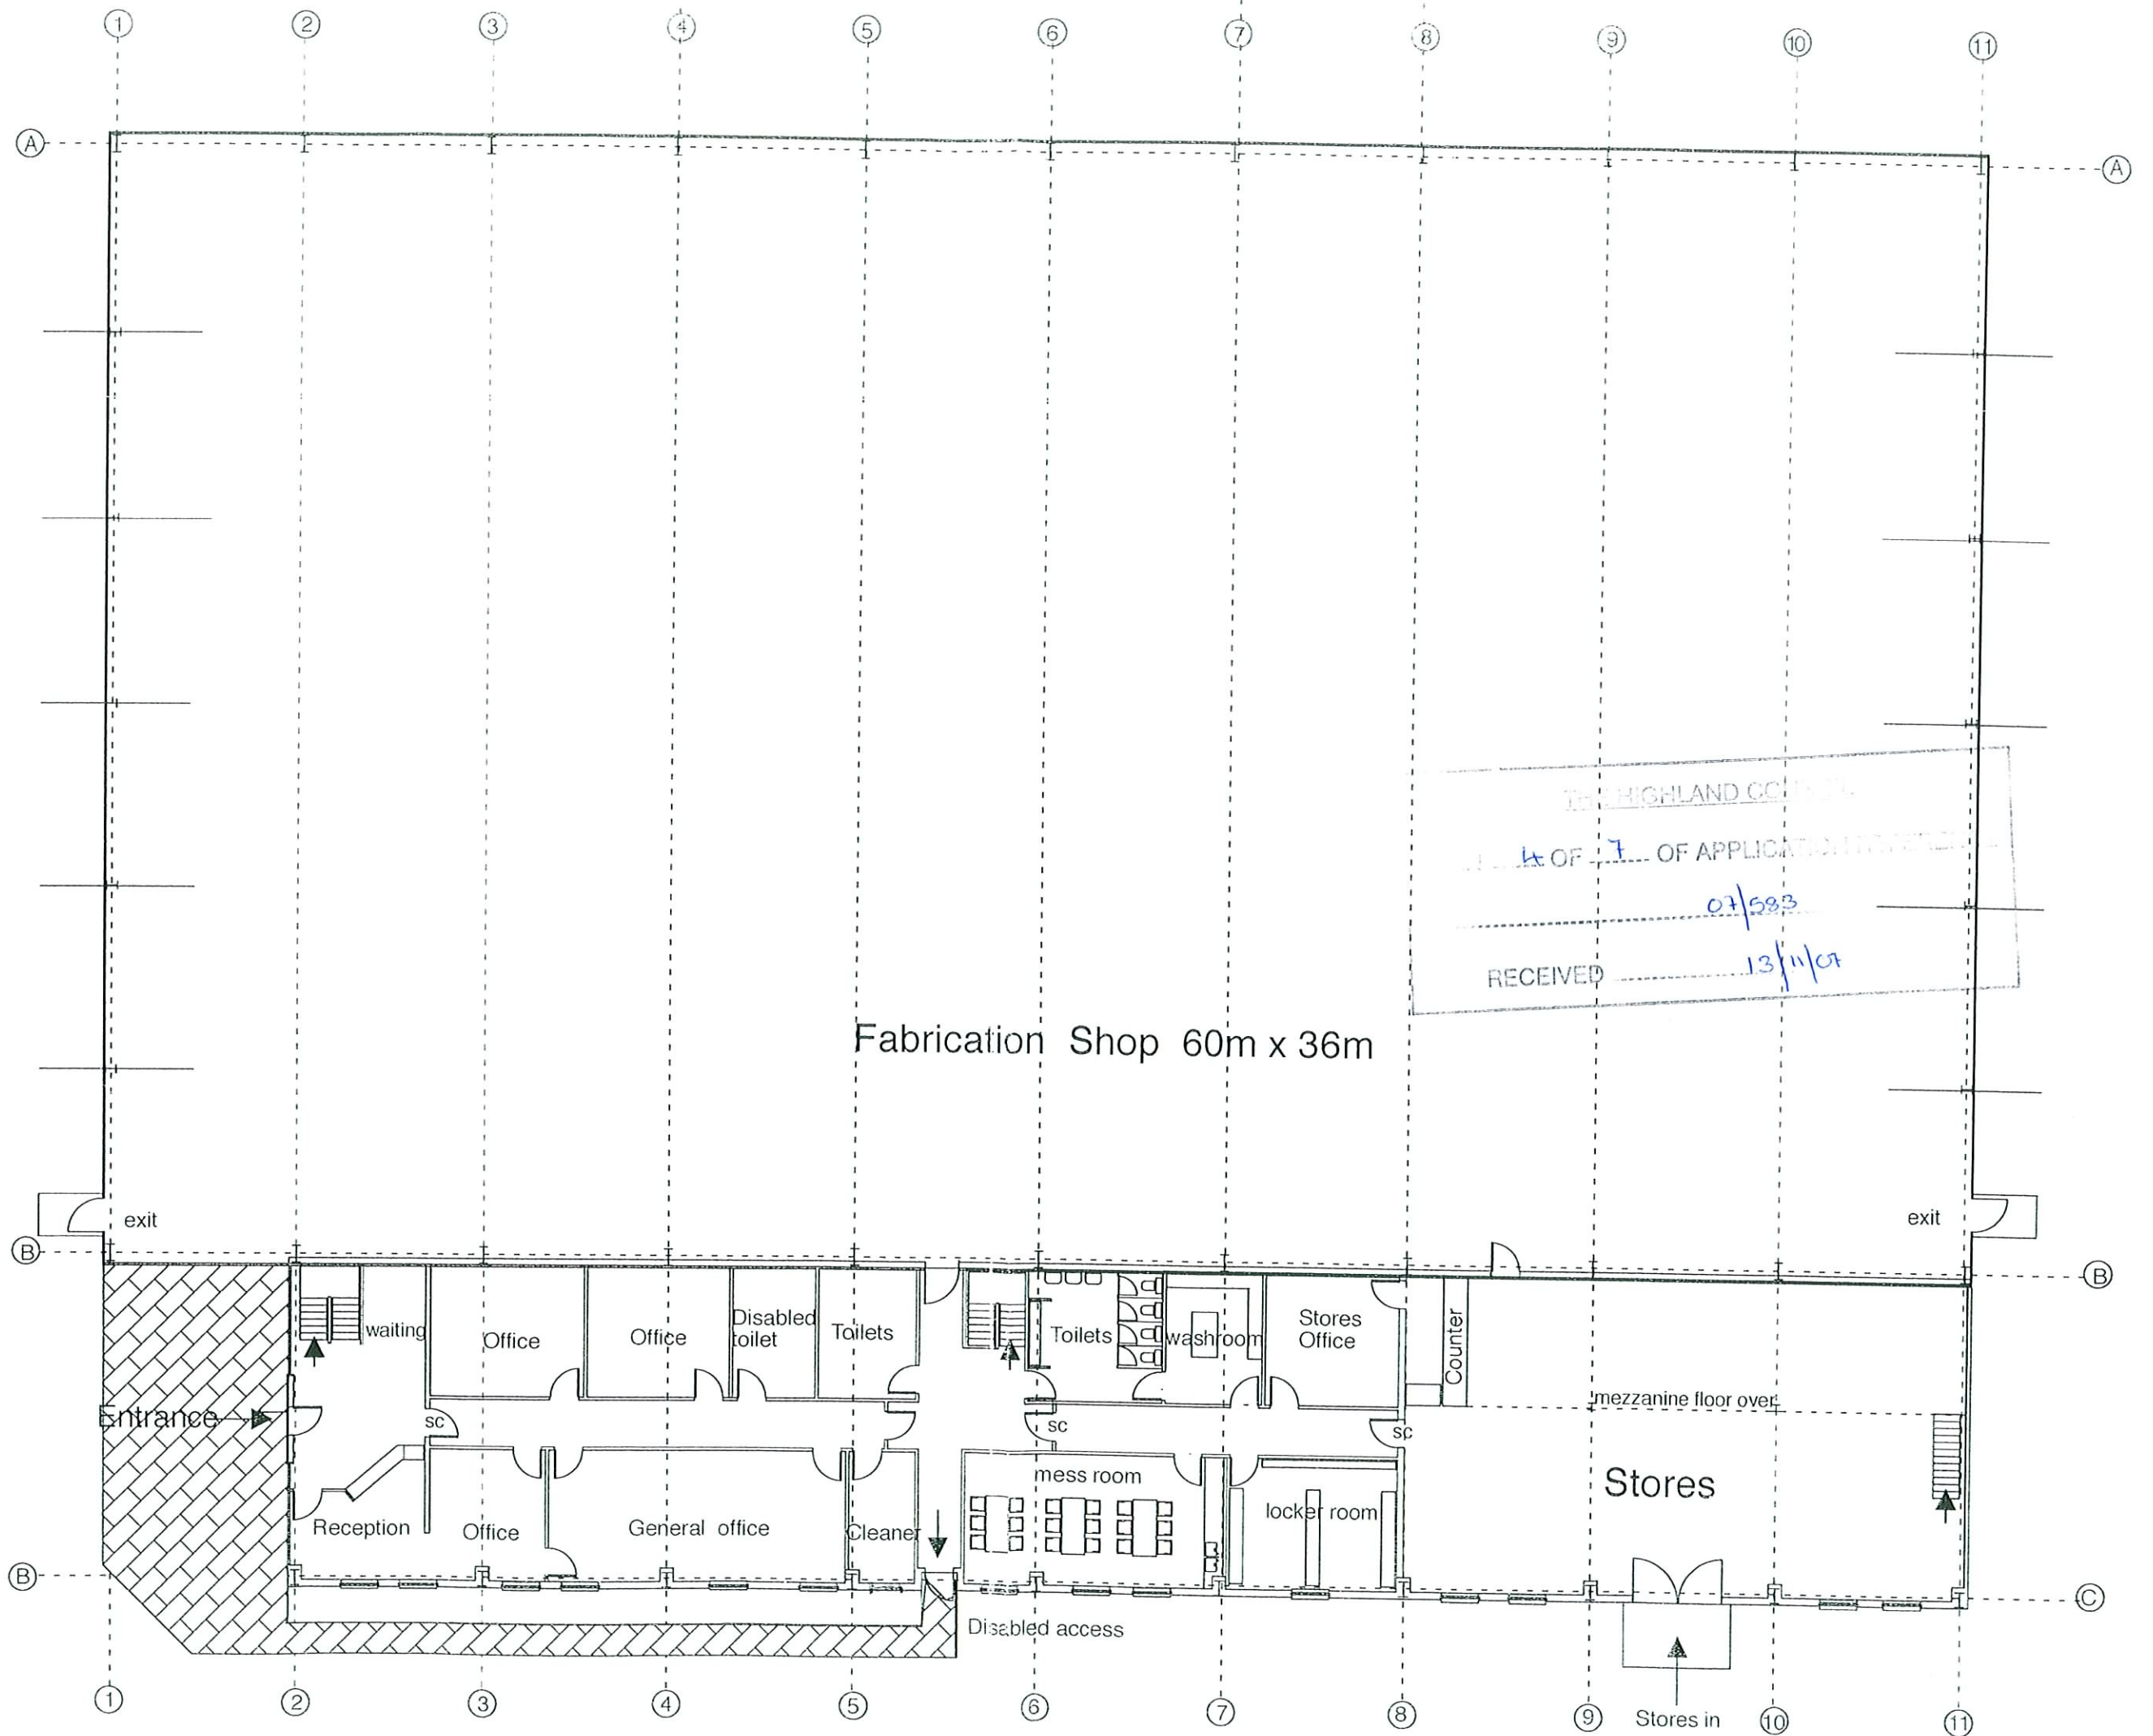 1 2 3 4 5 6 7 8 9 10 11
A A
THE HIGHLAND
4 OF 7 OF APPLICATION
07/583
RECEIVED 13/11/07
Fabrication Shop 60m x 36m
exit exit
B B
waiting
Office
Office
Disabled
toilet
Toilets
Toilets
washroom
Stores
Office
Counter
mezzanine floor over
Entrance
sc
sc
sc
mess room
Stores
locker room
Reception
Office
General office
Cleaner
B C
Disabled access
1 2 3 4 5 6 7 8 9 Stores in 10 11